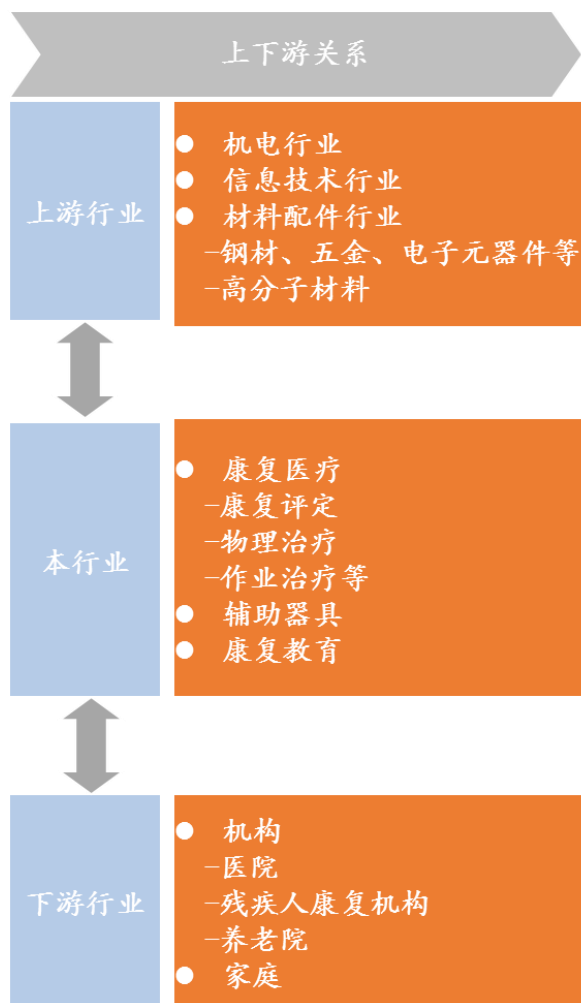 上下游关系
上游行业
● 机电行业
● 信息技术行业
● 材料配件行业
–钢材、五金、电子元器件等
–高分子材料
本行业
● 康复医疗
–康复评定
–物理治疗
–作业治疗等
● 辅助器具
● 康复教育
下游行业
● 机构
–医院
–残疾人康复机构
–养老院
● 家庭